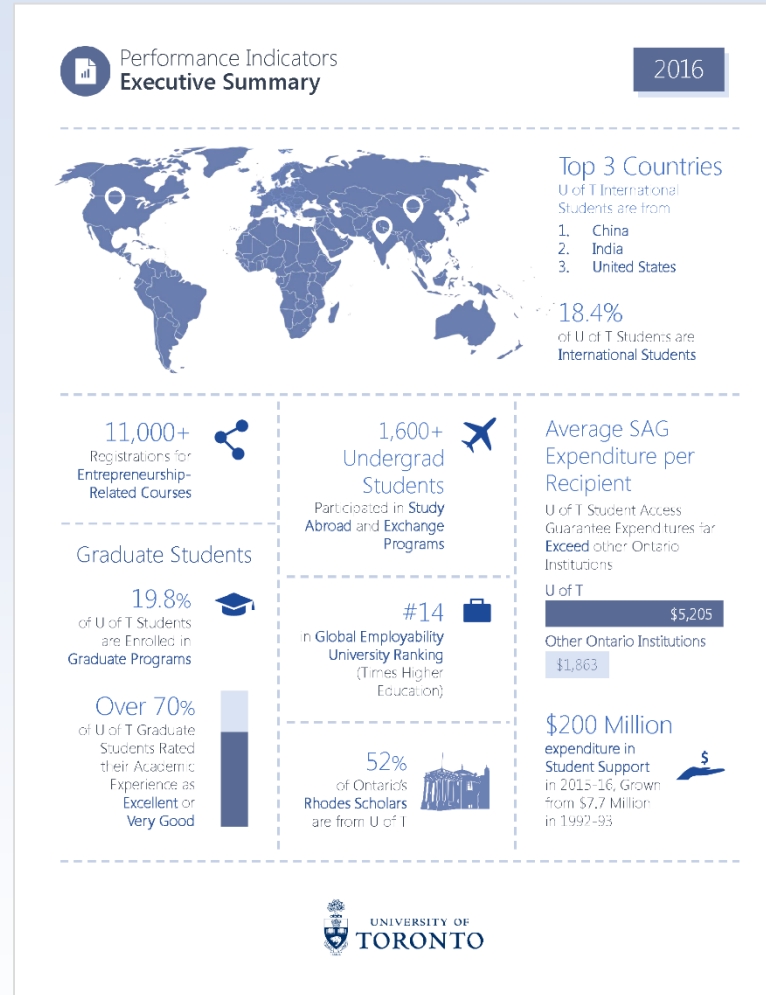 Performance Indicators
Executive Summary
2016
Top 3 Countries
U of T International
Students are from
1. China
2. India
3. United States
18.4%
of U of T Students are
International Students
11,000+
Registrations for
Entrepreneurship-
Related Courses
Graduate Students
19.8%
of U of T Students
are Enrolled in
Graduate Programs
Over 70%
of U of T Graduate
Students Rated
their Academic
Experience as
Excellent or
Very Good
1,600+
Undergrad
Students
Participated in Study
Abroad and Exchange
Programs
#14
in Global Employability
University Ranking
(Times Higher
Education)
52%
of Ontario's
Rhodes Scholars
are from U of T
Average SAG
Expenditure per
Recipient
U of T Student Access
Guarantee Expenditures far
Exceed other Ontario
Institutions
U of T
$5,205
Other Ontario Institutions
$1,863
$200 Million
expenditure in
Student Support
in 2015-16, Grown
from $7.7 Million
in 1992-93
$
UNIVERSITY OF
TORONTO